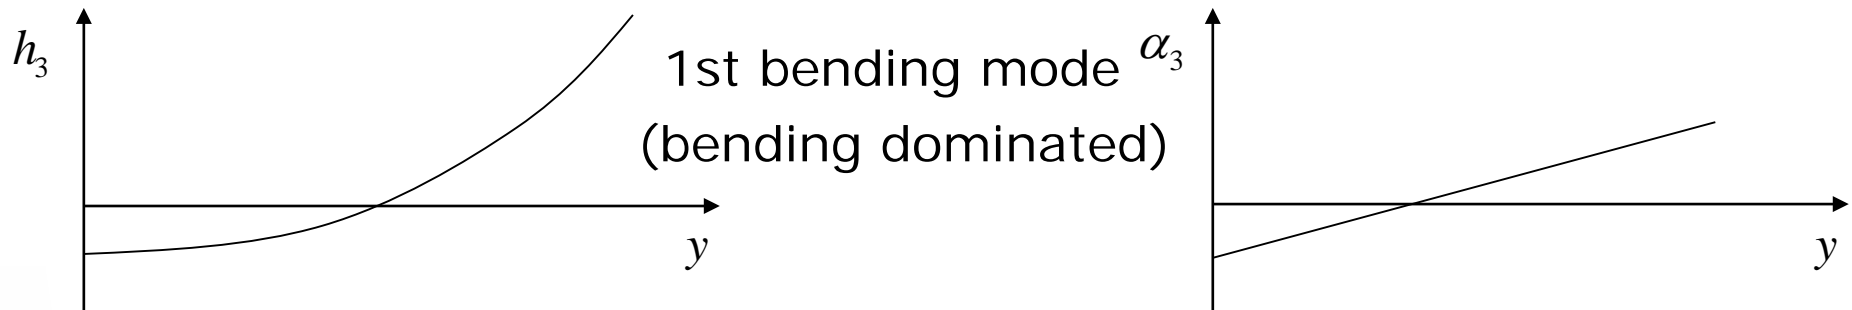 h₃
1st bending mode
(bending dominated)
y
α₃
y